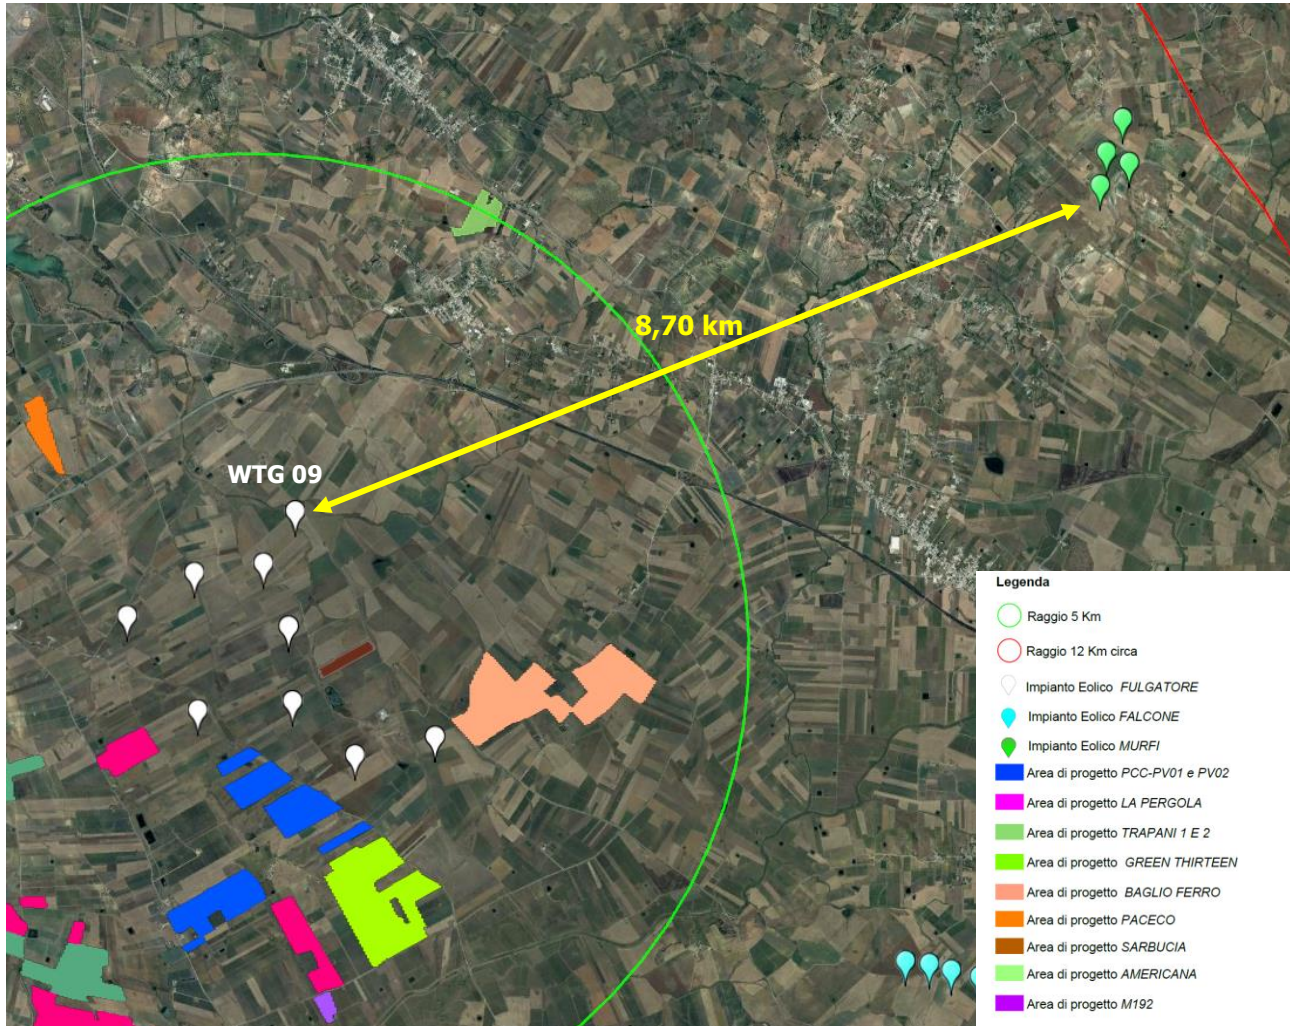 8,70 km
WTG 09
Legenda
Raggio 5 Km
Raggio 12 Km circa
Impianto Eolico FULGATORE
Impianto Eolico FALCONE
Impianto Eolico MURFI
Area di progetto PCC-PV01 e PV02
Area di progetto LA PERGOLA
Area di progetto TRAPANI 1 E 2
Area di progetto GREEN THIRTEEN
Area di progetto BAGLIO FERRO
Area di progetto PACECO
Area di progetto SARBUCIA
Area di progetto AMERICANA
Area di progetto M192